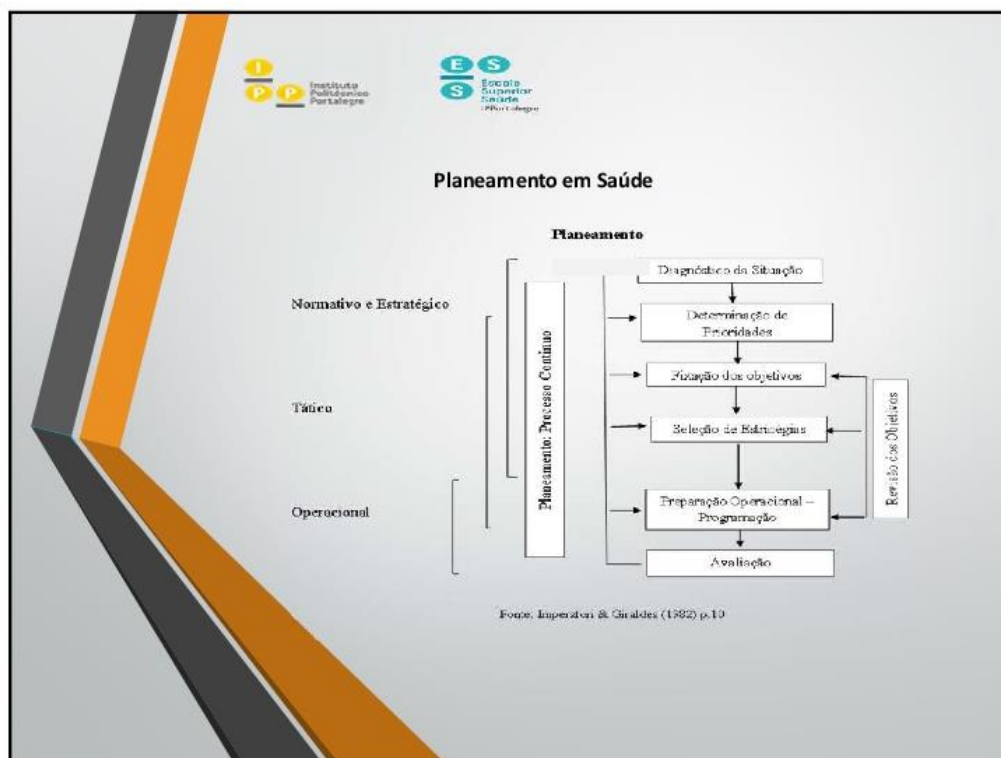 I
P P
Instituto
Politécnico
Portalegre
E S
S
Escola
Superior
Saúde
Planeamento em Saúde
Planeamento
Normativo e Estratégico
Tático
Operacional
Planeamento: Processo Contínuo
Diagnóstico da Situação
Determinação de
Prioridades
Fixação dos objetivos
Seleção de Estratégias
Preparação Operacional –
Programação
Avaliação
Revisão dos Objetivos
Fonte: Imperatori & Giraldes (1982) p.10